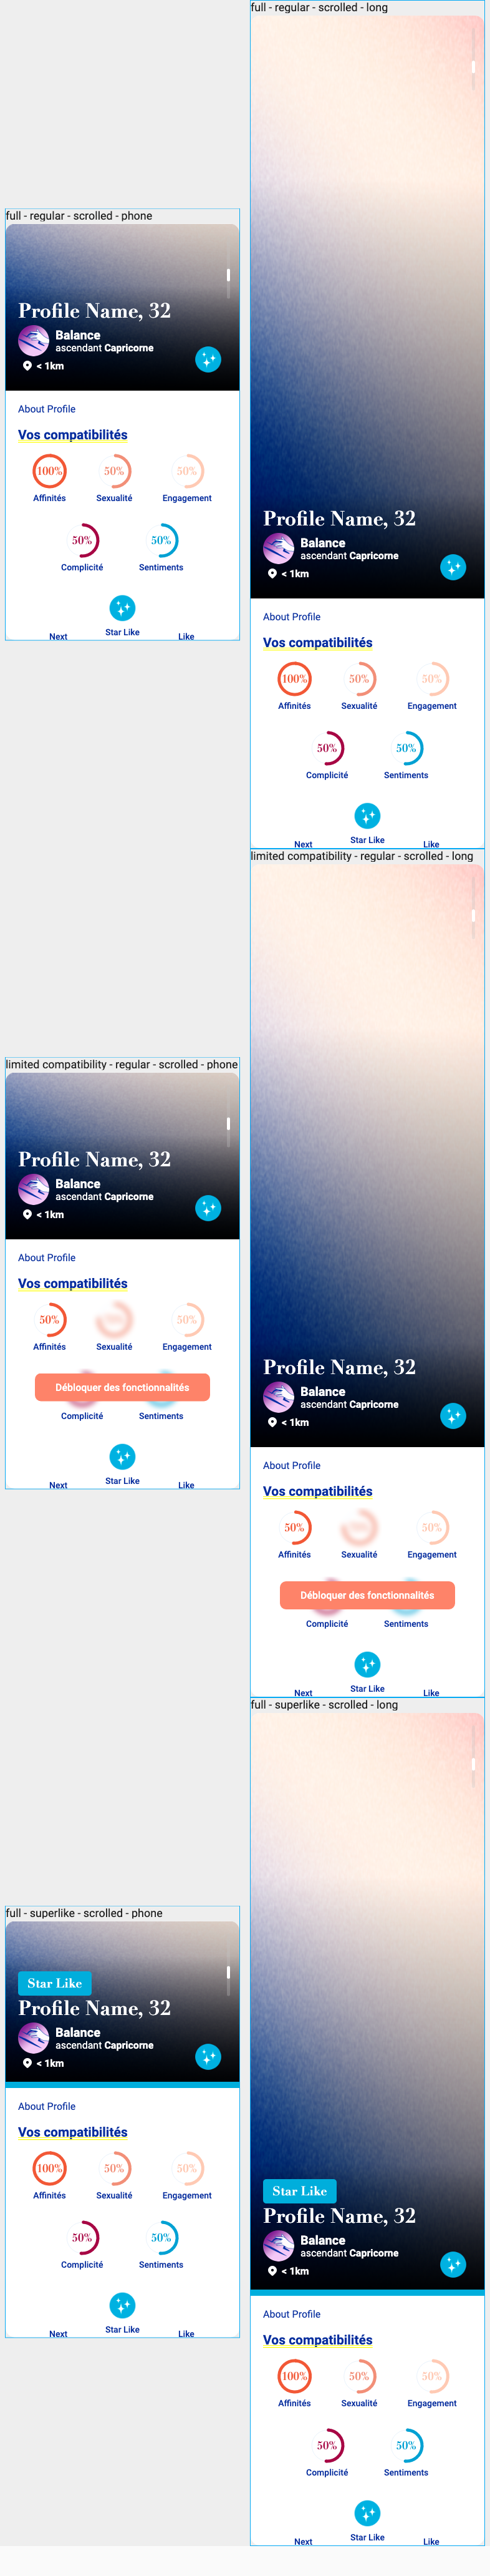 full - regular - scrolled - long
full - regular - scrolled - phone
Profile Name, 32
Balance
ascendant Capricorne
< 1km
About Profile
Vos compatibilités
100%
50%
50%
Affinités
Sexualité
Engagement
50%
50%
Complicité
Sentiments
Next
Star Like
Like
Profile Name, 32
Balance
ascendant Capricorne
< 1km
About Profile
Vos compatibilités
100%
50%
50%
Affinités
Sexualité
Engagement
50%
50%
Complicité
Sentiments
Next
Star Like
Like
limited compatibility - regular - scrolled - long
limited compatibility - regular - scrolled - phone
Profile Name, 32
Balance
ascendant Capricorne
< 1km
About Profile
Vos compatibilités
50%
50%
Affinités
Sexualité
Engagement
Débloquer des fonctionnalités
Complicité
Sentiments
Next
Star Like
Like
Profile Name, 32
Balance
ascendant Capricorne
< 1km
About Profile
Vos compatibilités
50%
50%
Affinités
Sexualité
Engagement
Débloquer des fonctionnalités
Complicité
Sentiments
Next
Star Like
Like
full - superlike - scrolled - long
full - superlike - scrolled - phone
Star Like
Profile Name, 32
Balance
ascendant Capricorne
< 1km
About Profile
Vos compatibilités
100%
50%
50%
Affinités
Sexualité
Engagement
50%
50%
Complicité
Sentiments
Next
Star Like
Like
Star Like
Profile Name, 32
Balance
ascendant Capricorne
< 1km
About Profile
Vos compatibilités
100%
50%
50%
Affinités
Sexualité
Engagement
50%
50%
Complicité
Sentiments
Next
Star Like
Like